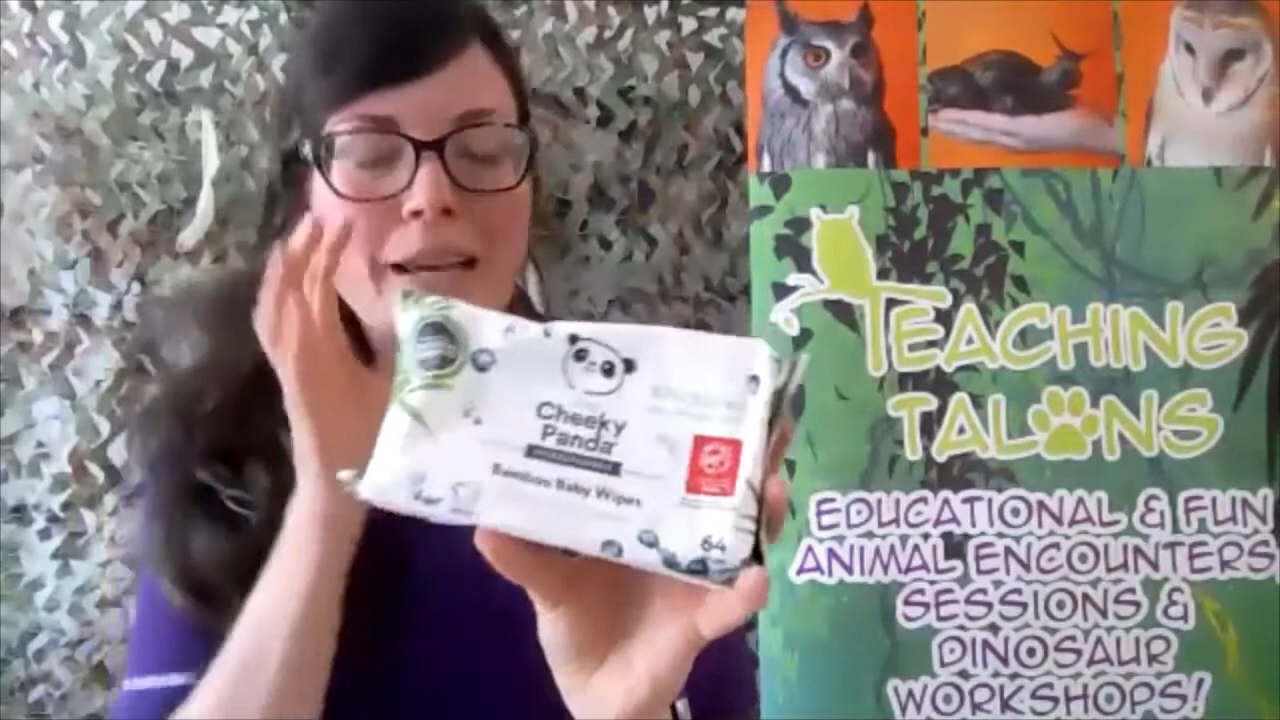 Cheeky
Panda
Bamboo Baby Wipes
64
TEACHING
TALONS
EDUCATIONAL & FUN
ANIMAL ENCOUNTERS
SESSIONS &
DINOSAUR
WORKSHOPS!